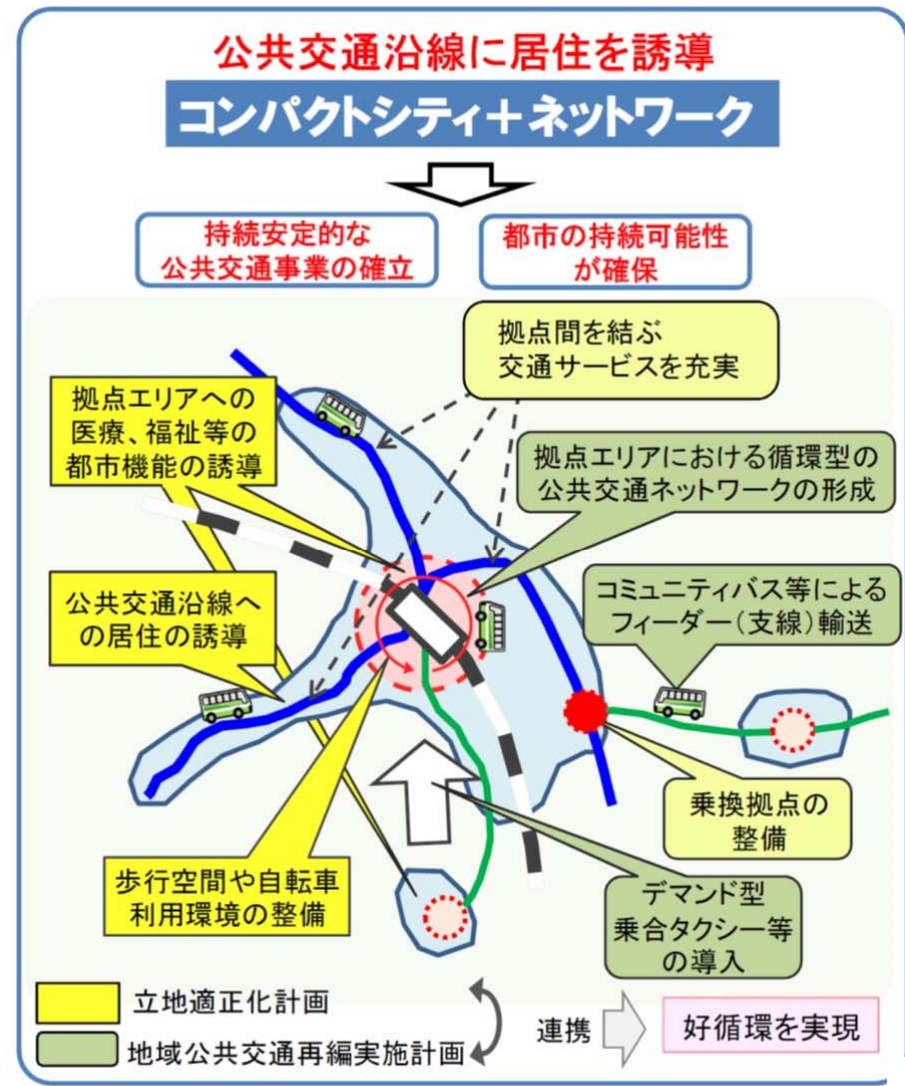 公共交通沿線に居住を誘導
コンパクトシティ＋ネットワーク
持続安定的な
公共交通事業の確立
都市の持続可能性
が確保
拠点間を結ぶ
交通サービスを充実
拠点エリアへの
医療、福祉等の
都市機能の誘導
拠点エリアにおける循環型の
公共交通ネットワークの形成
公共交通沿線へ
の居住の誘導
コミュニティバス等による
フィーダー（支線）輸送
乗換拠点の
整備
歩行空間や自転車
利用環境の整備
デマンド型
乗合タクシー等
の導入
立地適正化計画
地域公共交通再編実施計画
連携
好循環を実現